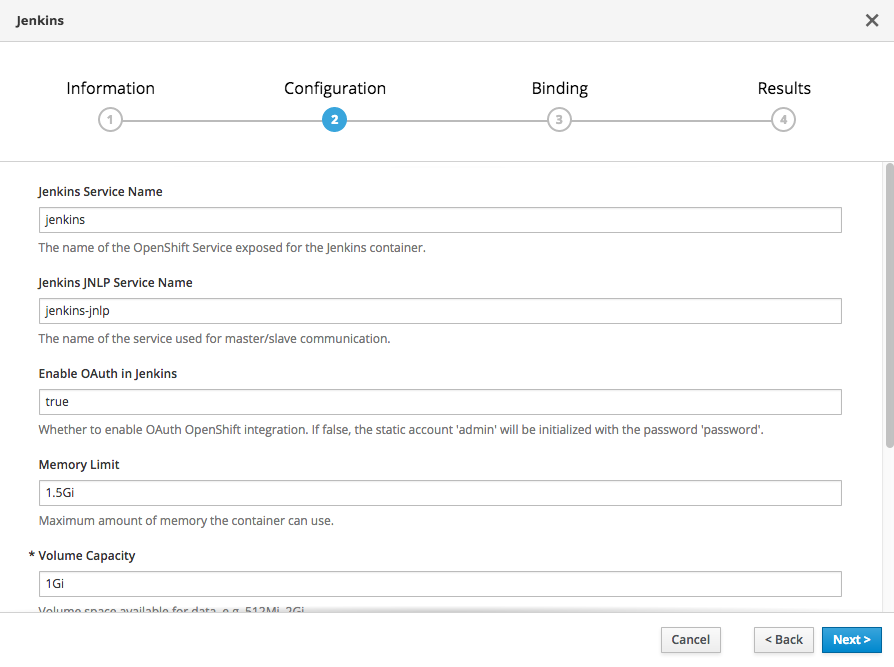 Jenkins
Information Configuration Binding Results
1 2 3 4
Jenkins Service Name
jenkins
The name of the OpenShift Service exposed for the Jenkins container.
Jenkins JNLP Service Name
jenkins-jnlp
The name of the service used for master/slave communication.
Enable OAuth in Jenkins
true
Whether to enable OAuth OpenShift integration. If false, the static account 'admin' will be initialized with the password 'password'.
Memory Limit
1.5Gi
Maximum amount of memory the container can use.
* Volume Capacity
1Gi
Volume space available for data, e.g. 512Mi, 2Gi.
Cancel < Back Next >